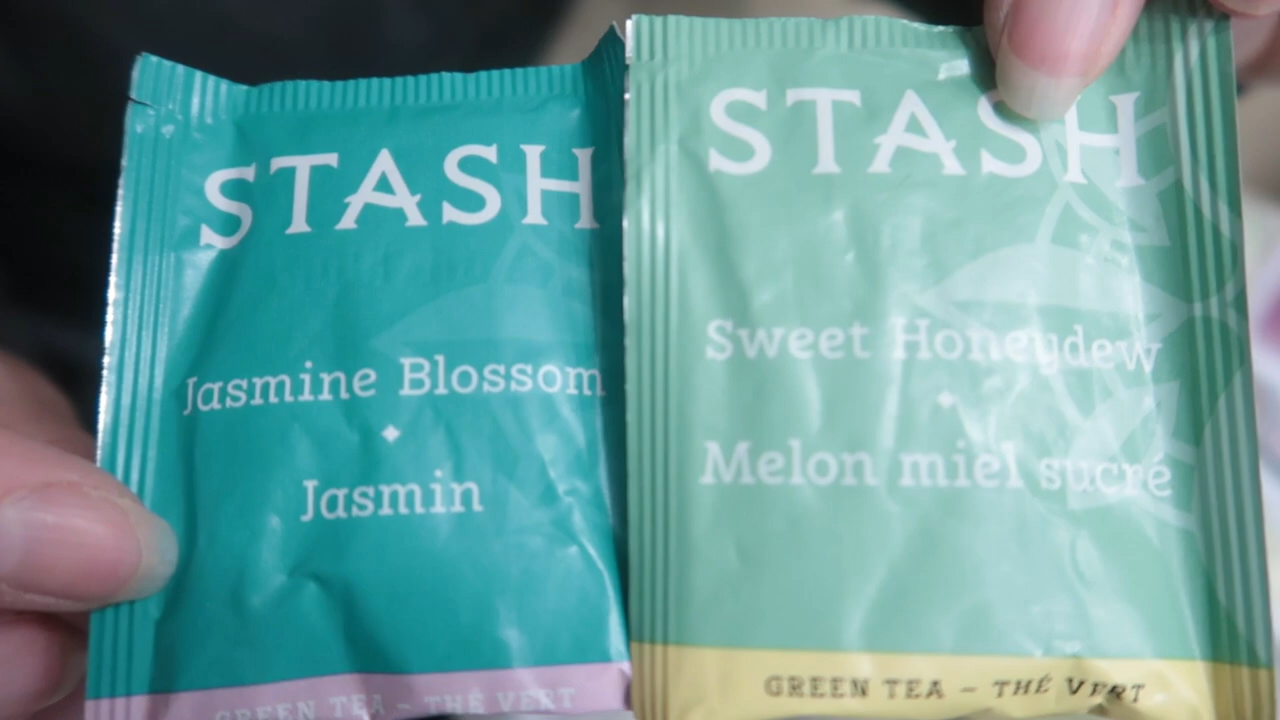 STASH
Jasmine Blossom
Jasmin
GREEN TEA - THÉ VERT
STASH
Sweet Honeydew
Melon miel sucré
GREEN TEA - THÉ VERT